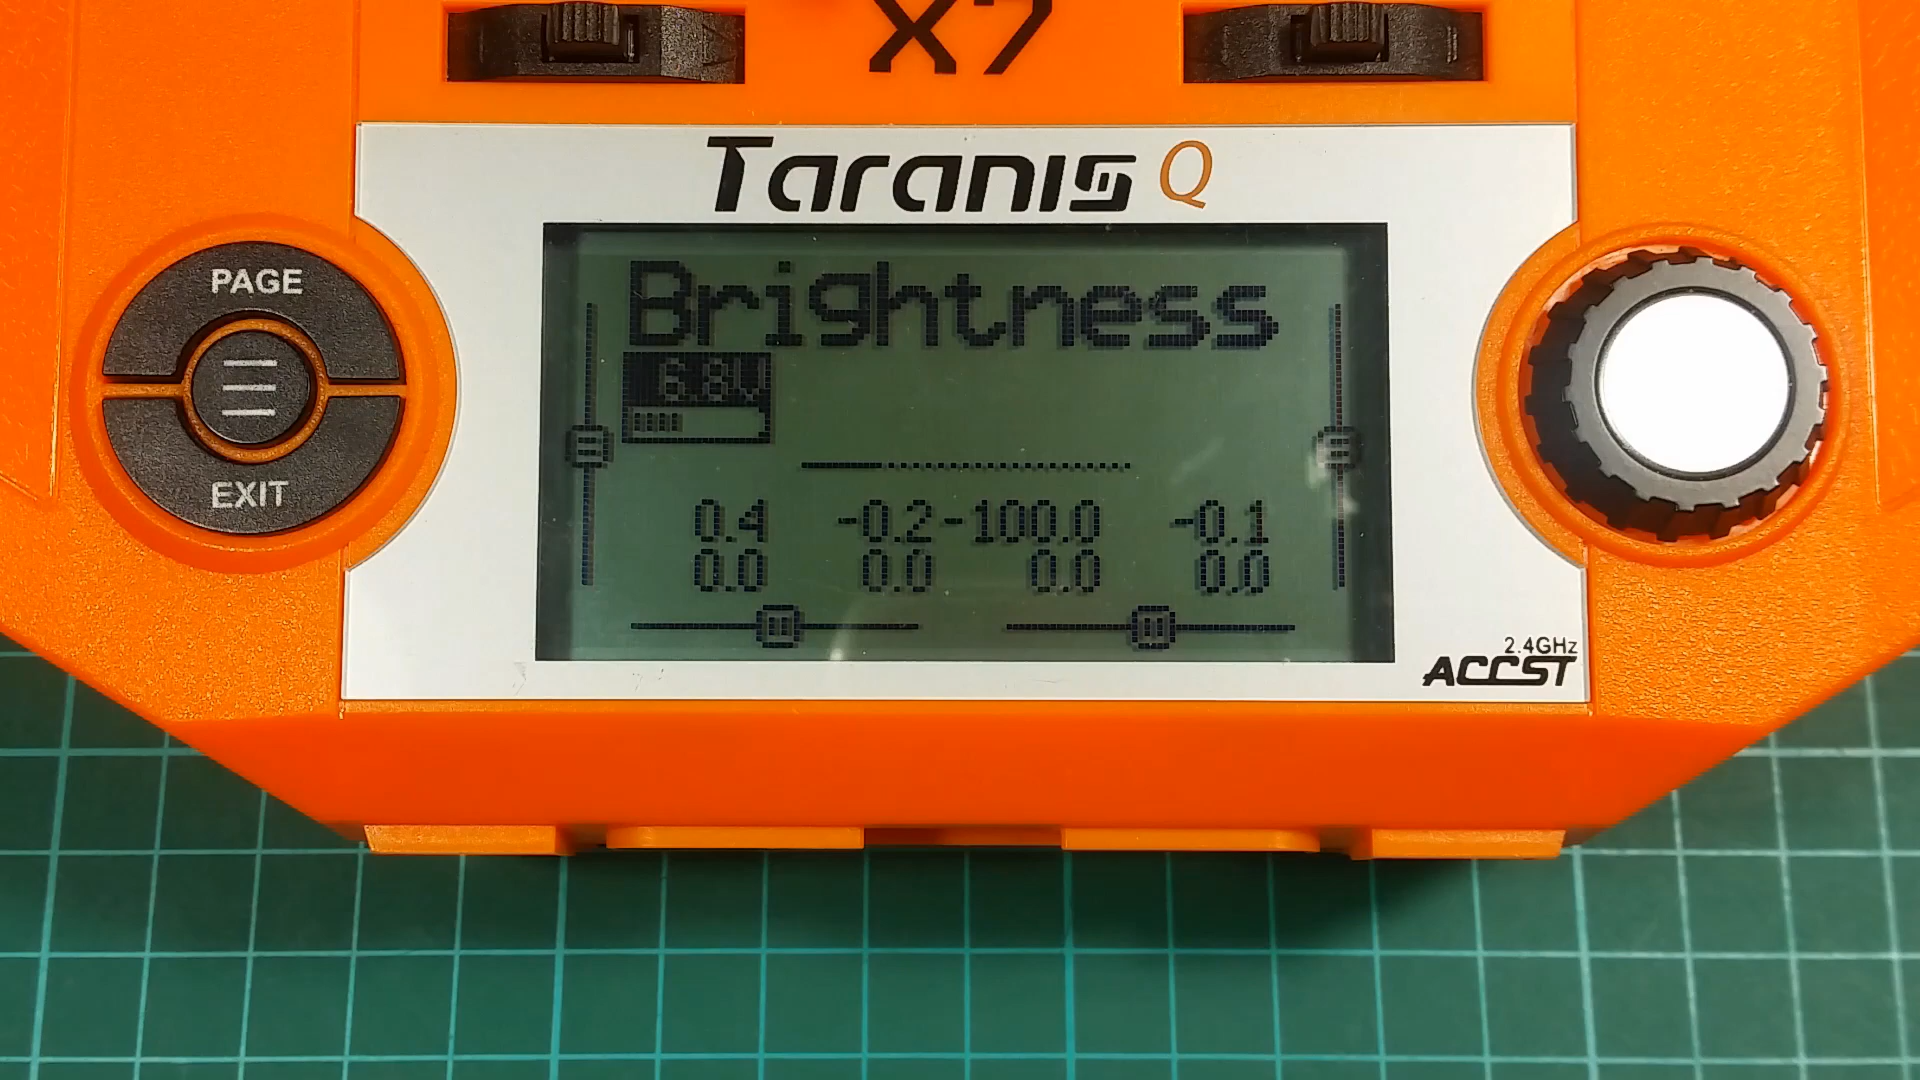 X7
Taranis Q
PAGE
EXIT
Brightness
6.8V
0.4 -0.2 -100.0 -0.1
0.0 0.0 0.0 0.0
2.4GHz
ACCST